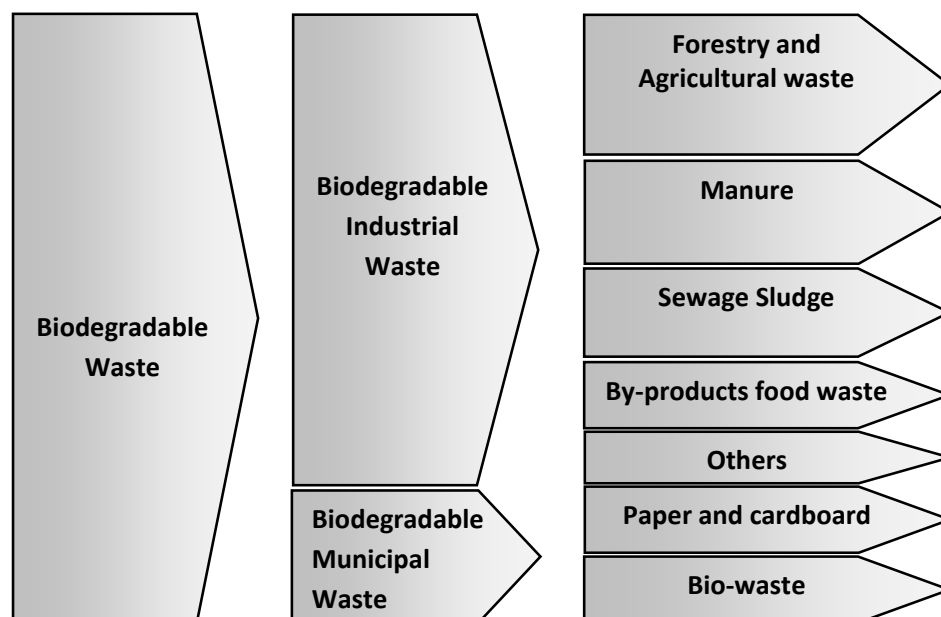 Biodegradable
Waste
Biodegradable
Industrial
Waste
Biodegradable
Municipal
Waste
Forestry and
Agricultural waste
Manure
Sewage Sludge
By-products food waste
Others
Paper and cardboard
Bio-waste